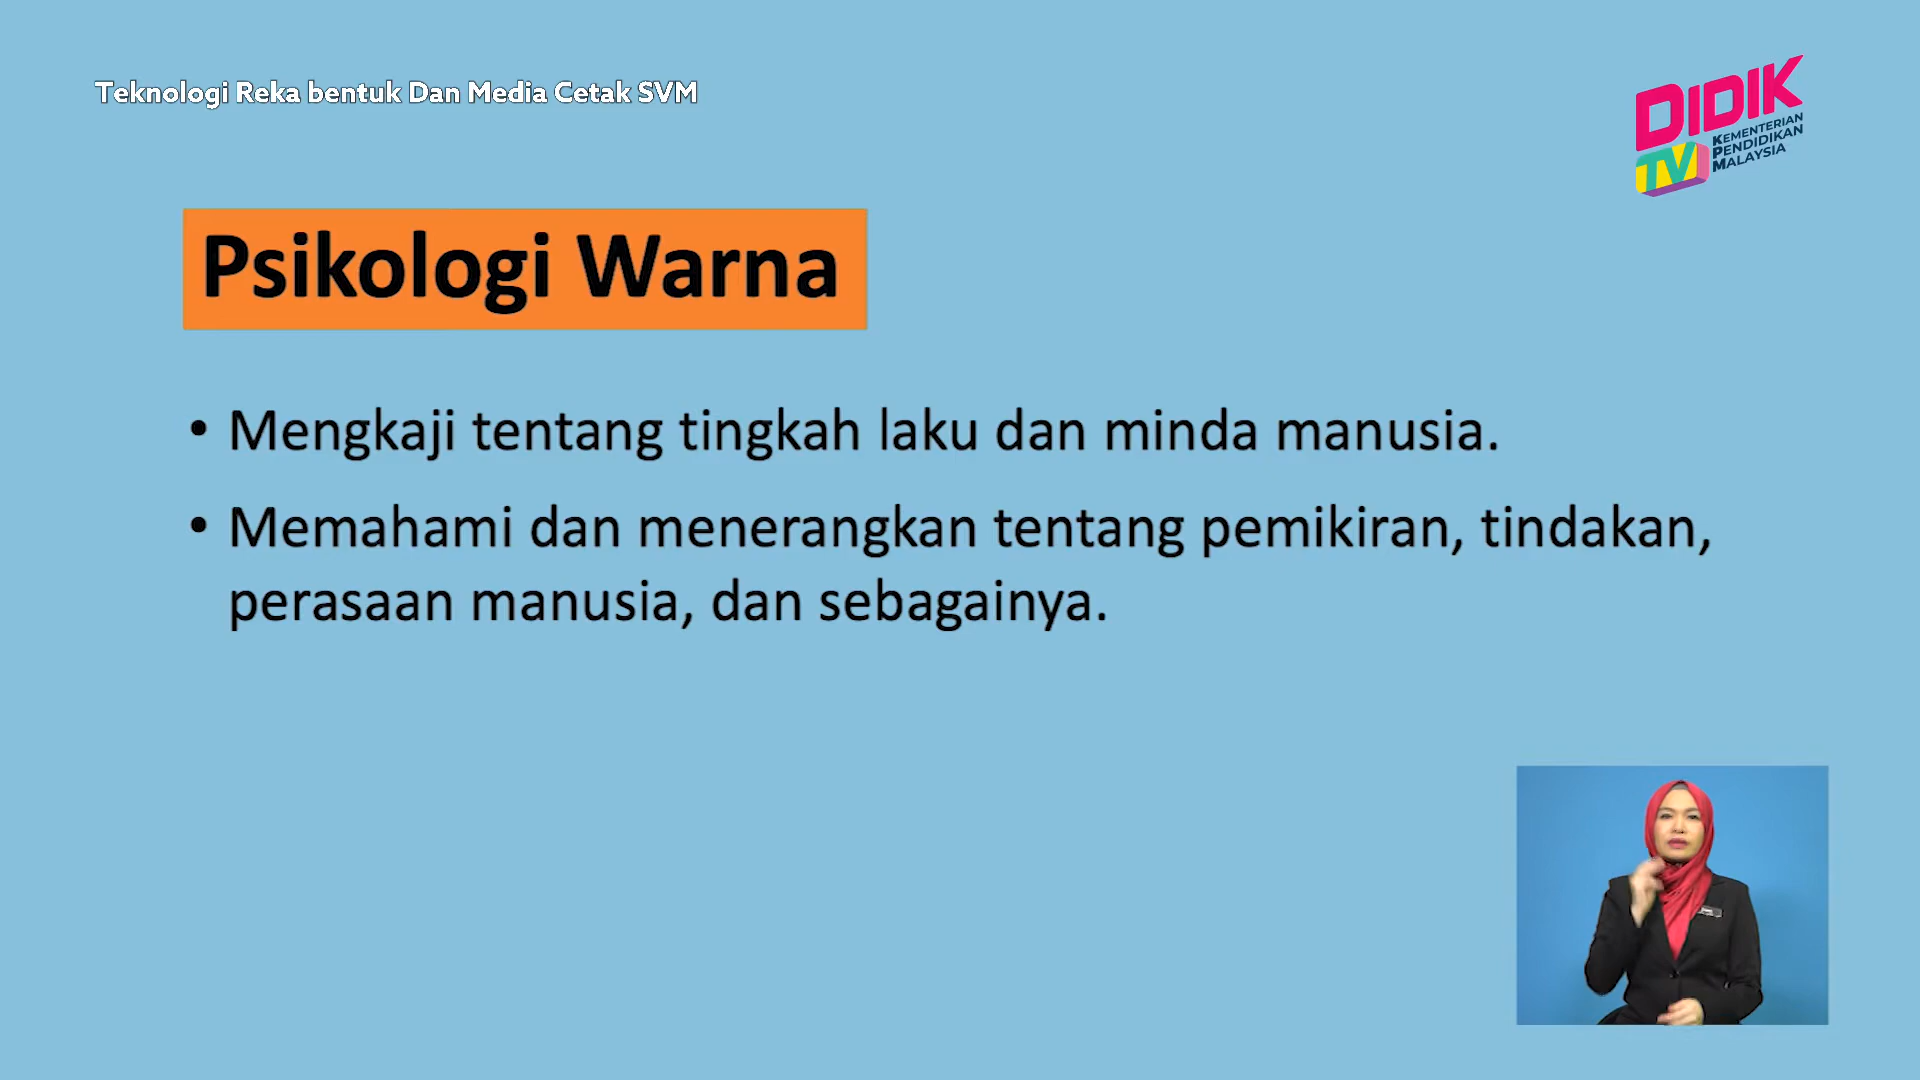 Teknologi Reka bentuk Dan Media Cetak SVM
DIDIK
TV
KEMENTERIAN
PENDIDIKAN
MALAYSIA
Psikologi Warna
• Mengkaji tentang tingkah laku dan minda manusia.
• Memahami dan menerangkan tentang pemikiran, tindakan,
perasaan manusia, dan sebagainya.